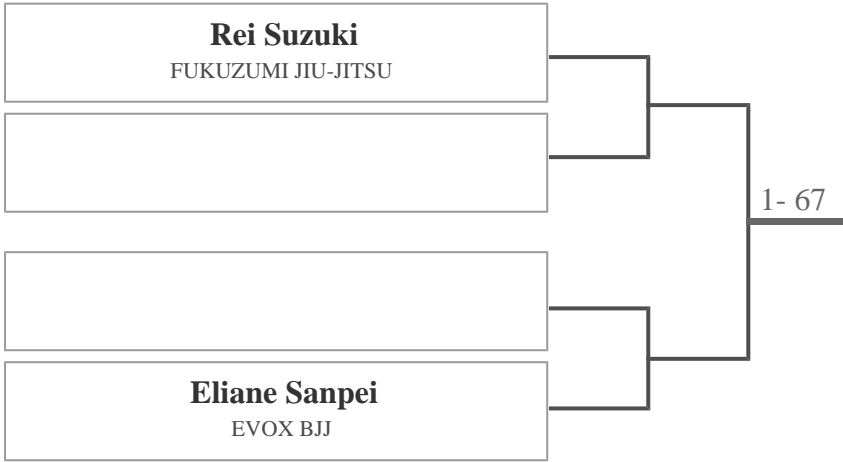 Rei Suzuki
FUKUZUMI JIU-JITSU
1- 67
Eliane Sanpei
EVOX BJJ